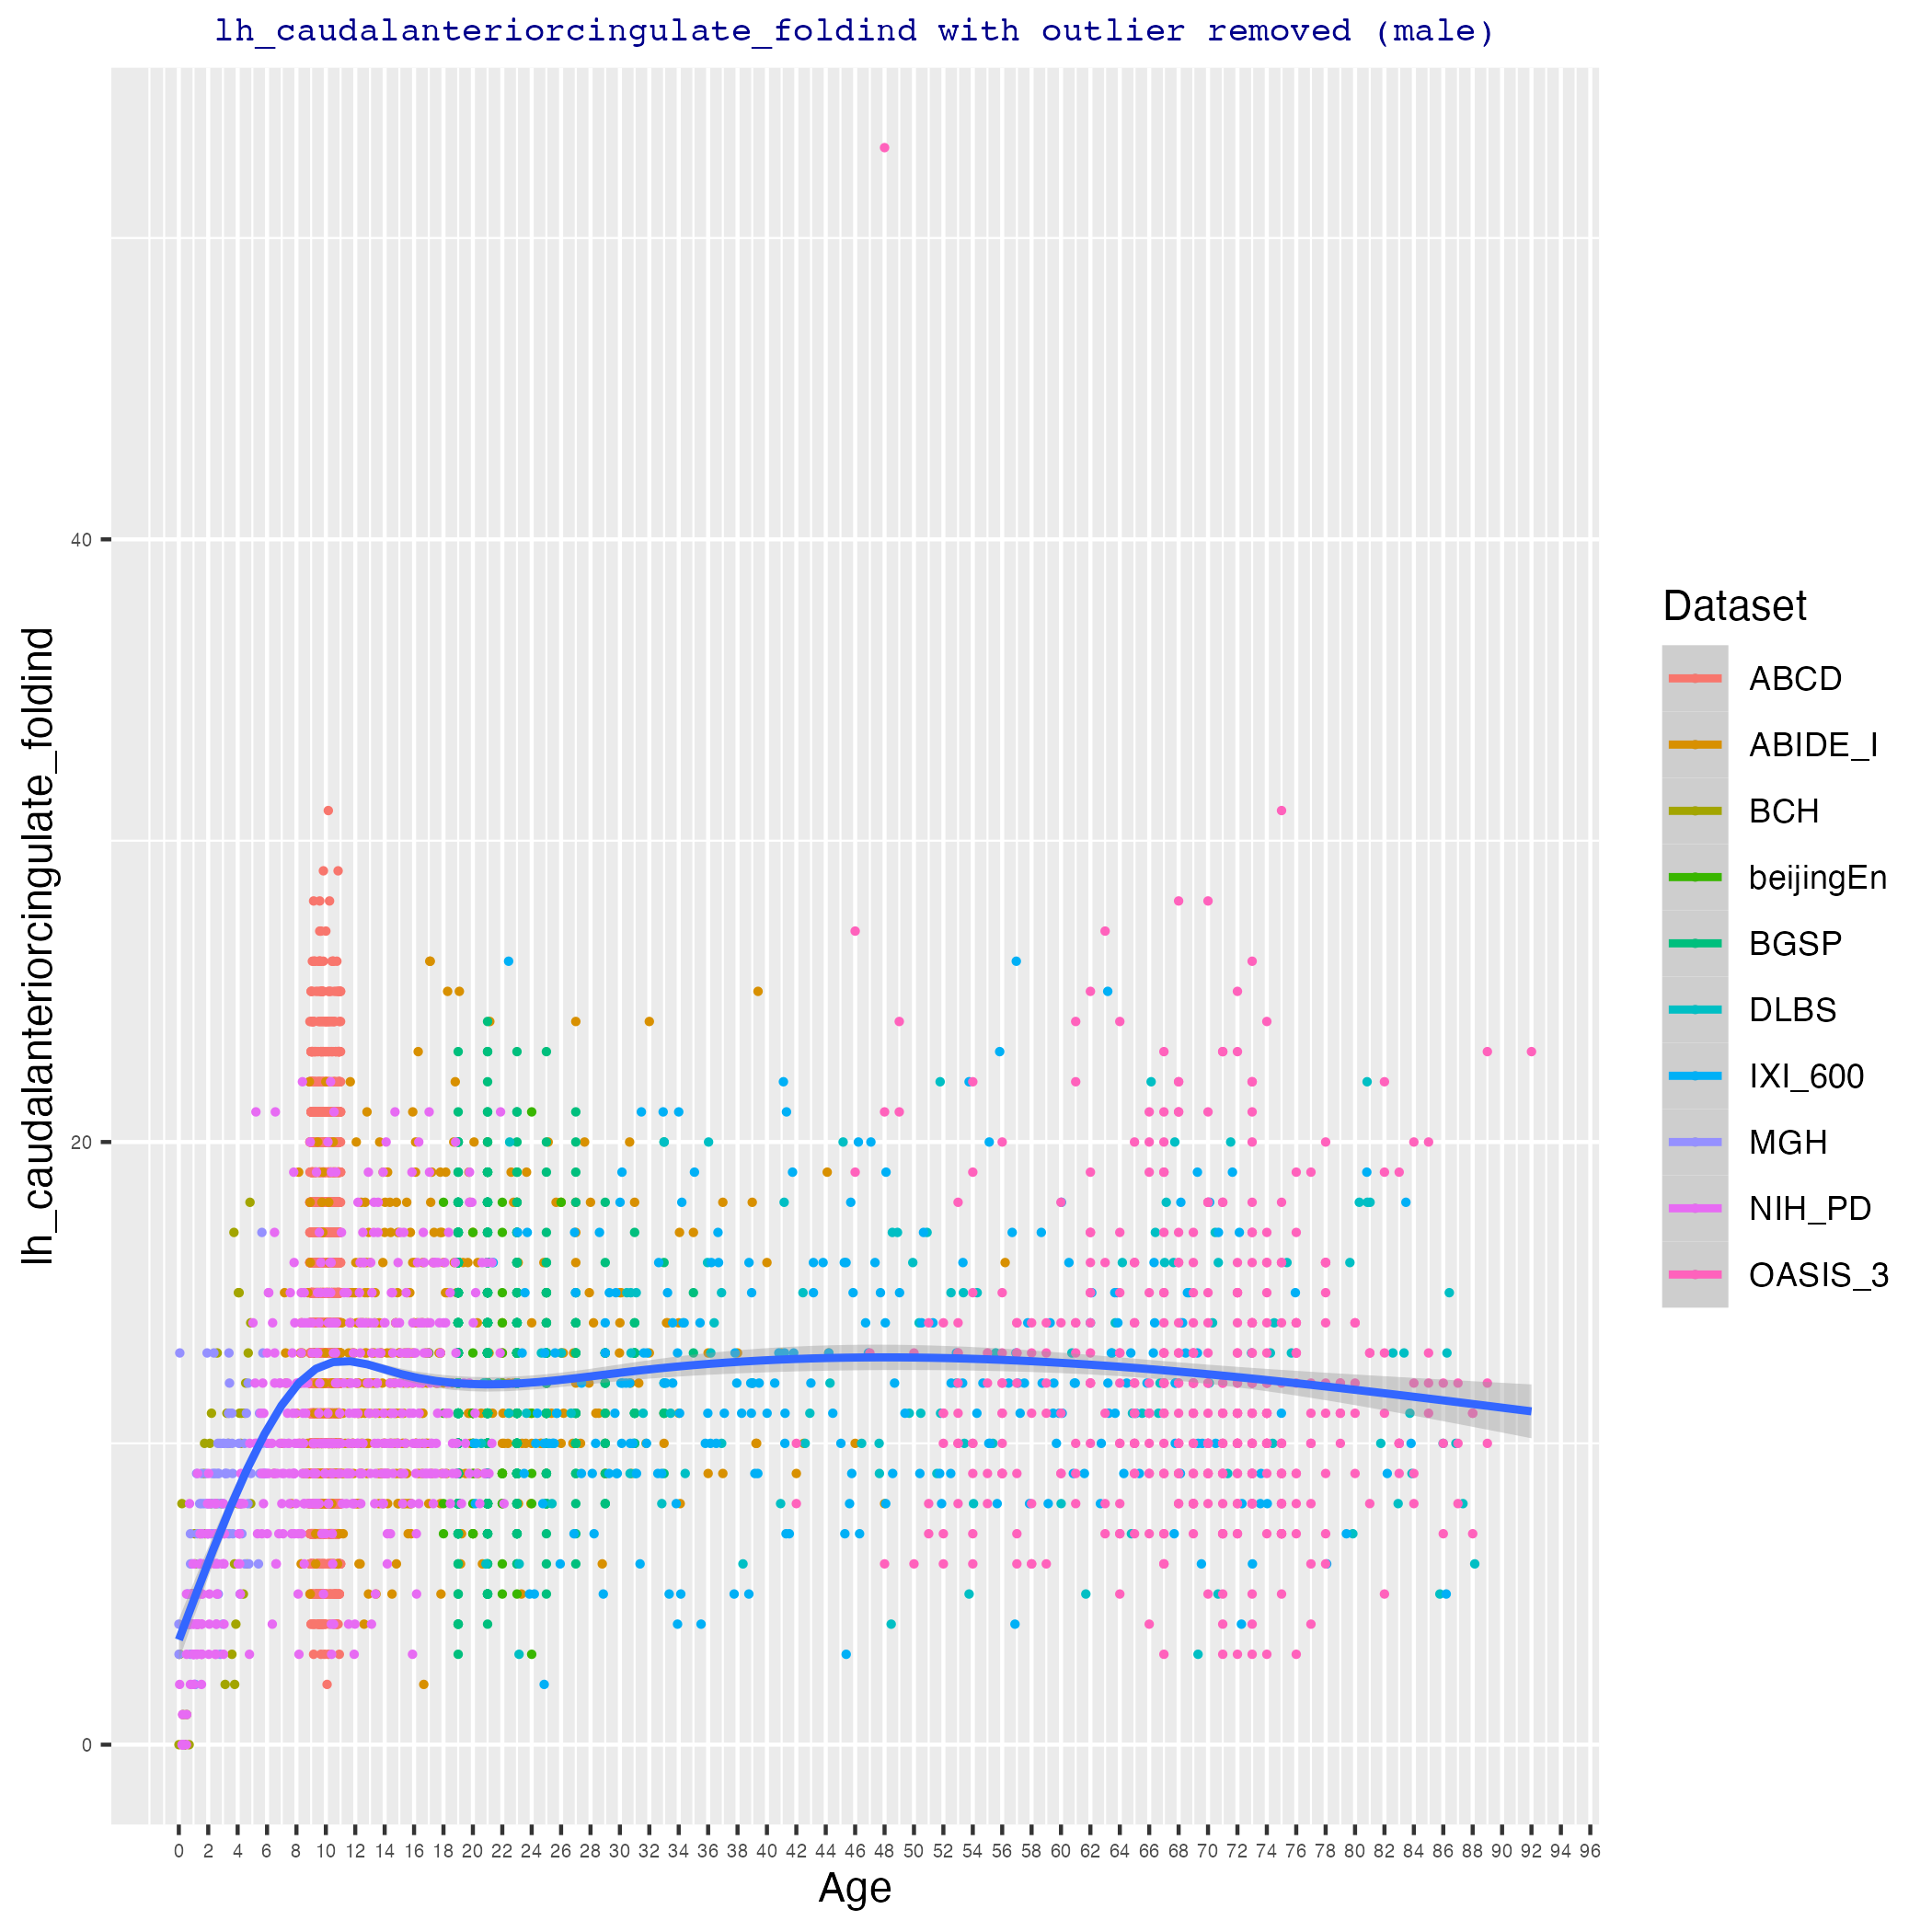 lh_caudalanteriorcingulate_foldind with outlier removed (male)
lh_caudalanteriorcingulate_foldind
40
20
0
0 2 4 6 8 10 12 14 16 18 20 22 24 26 28 30 32 34 36 38 40 42 44 46 48 50 52 54 56 58 60 62 64 66 68 70 72 74 76 78 80 82 84 86 88 90 92 94 96
Age
Dataset
ABCD
ABIDE_I
BCH
beijingEn
BGSP
DLBS
IXI_600
MGH
NIH_PD
OASIS_3